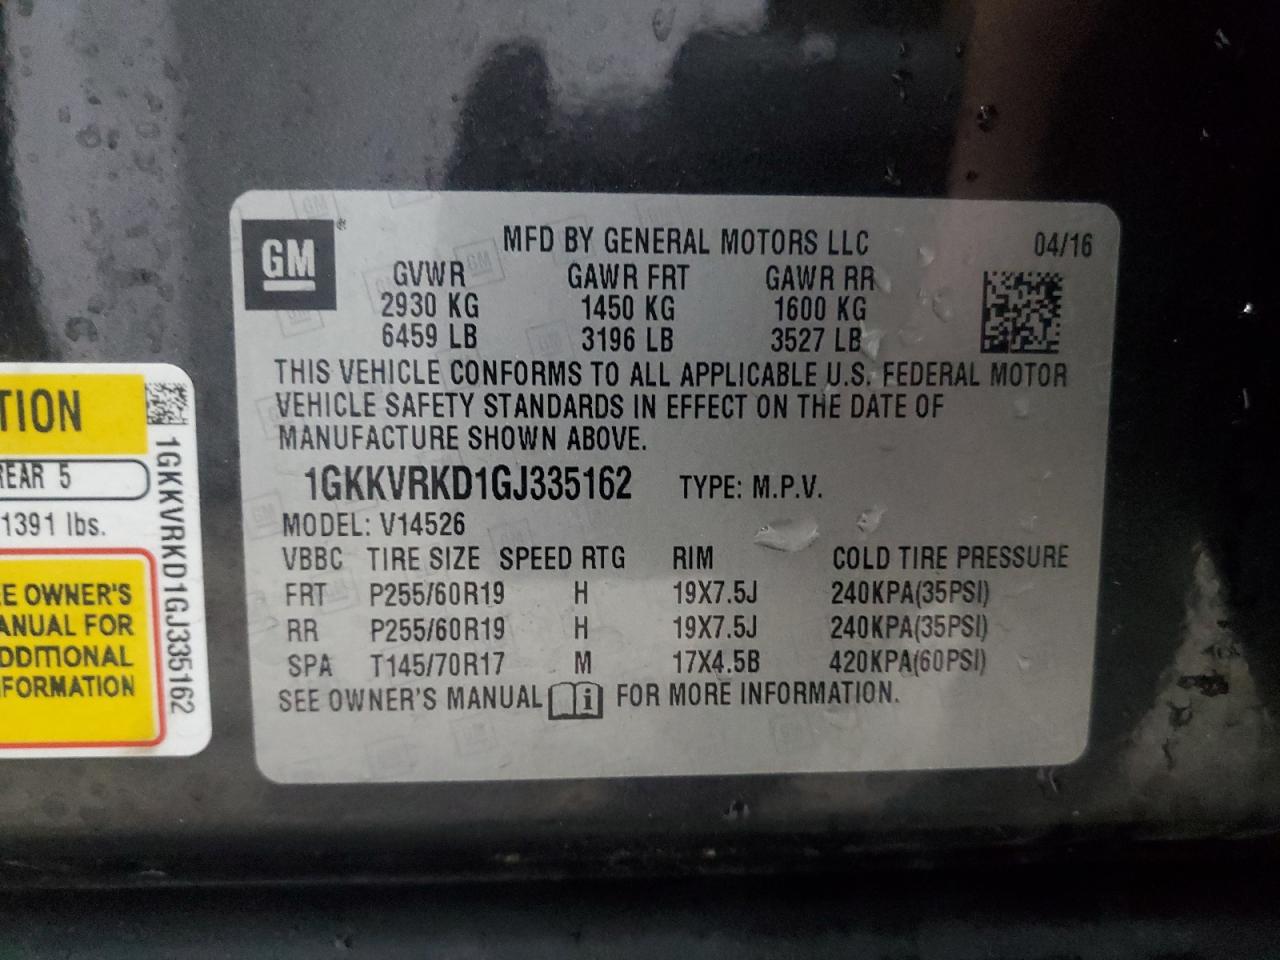 GM
®
MFD BY GENERAL MOTORS LLC 04/16
GVWR GAWR FRT GAWR RR
2930 KG 1450 KG 1600 KG
6459 LB 3196 LB 3527 LB
THIS VEHICLE CONFORMS TO ALL APPLICABLE U.S. FEDERAL MOTOR
VEHICLE SAFETY STANDARDS IN EFFECT ON THE DATE OF
MANUFACTURE SHOWN ABOVE.
1GKKVRKD1GJ335162 TYPE: M.P.V.
MODEL: V14526
VBBC TIRE SIZE SPEED RTG RIM COLD TIRE PRESSURE
FRT P255/60R19 H 19X7.5J 240KPA(35PSI)
RR P255/60R19 H 19X7.5J 240KPA(35PSI)
SPA T145/70R17 M 17X4.5B 420KPA(60PSI)
SEE OWNER'S MANUAL i FOR MORE INFORMATION.
TION
REAR 5
1391 lbs.
EE OWNER'S
ANUAL FOR
DDITIONAL
FORMATION
1GKKVRKD1GJ335162